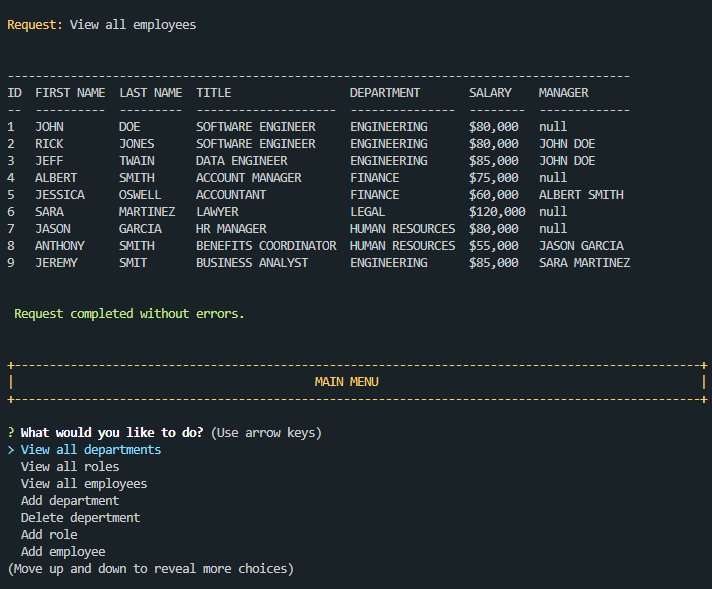 Request: View all employees
-----------------------------------------------------------------------------------------
ID  FIRST NAME  LAST NAME  TITLE                 DEPARTMENT       SALARY    MANAGER
--  ----------  ---------  --------------------  ---------------  --------  -------------
1   JOHN        DOE        SOFTWARE ENGINEER     ENGINEERING      $80,000   null
2   RICK        JONES      SOFTWARE ENGINEER     ENGINEERING      $80,000   JOHN DOE
3   JEFF        TWAIN      DATA ENGINEER         ENGINEERING      $85,000   JOHN DOE
4   ALBERT      SMITH      ACCOUNT MANAGER       FINANCE          $75,000   null
5   JESSICA     OSWELL     ACCOUNTANT            FINANCE          $60,000   ALBERT SMITH
6   SARA        MARTINEZ   LAWYER                LEGAL            $120,000  null
7   JASON       GARCIA     HR MANAGER            HUMAN RESOURCES  $80,000   null
8   ANTHONY     SMITH      BENEFITS COORDINATOR  HUMAN RESOURCES  $55,000   JASON GARCIA
9   JEREMY      SMIT       BUSINESS ANALYST      ENGINEERING      $85,000   SARA MARTINEZ
Request completed without errors.
+--------------------------------------------------------------------------------------------------+
|                                           MAIN MENU                                              |
+--------------------------------------------------------------------------------------------------+
? What would you like to do? (Use arrow keys)
> View all departments
View all roles
View all employees
Add department
Delete depertment
Add role
Add employee
(Move up and down to reveal more choices)